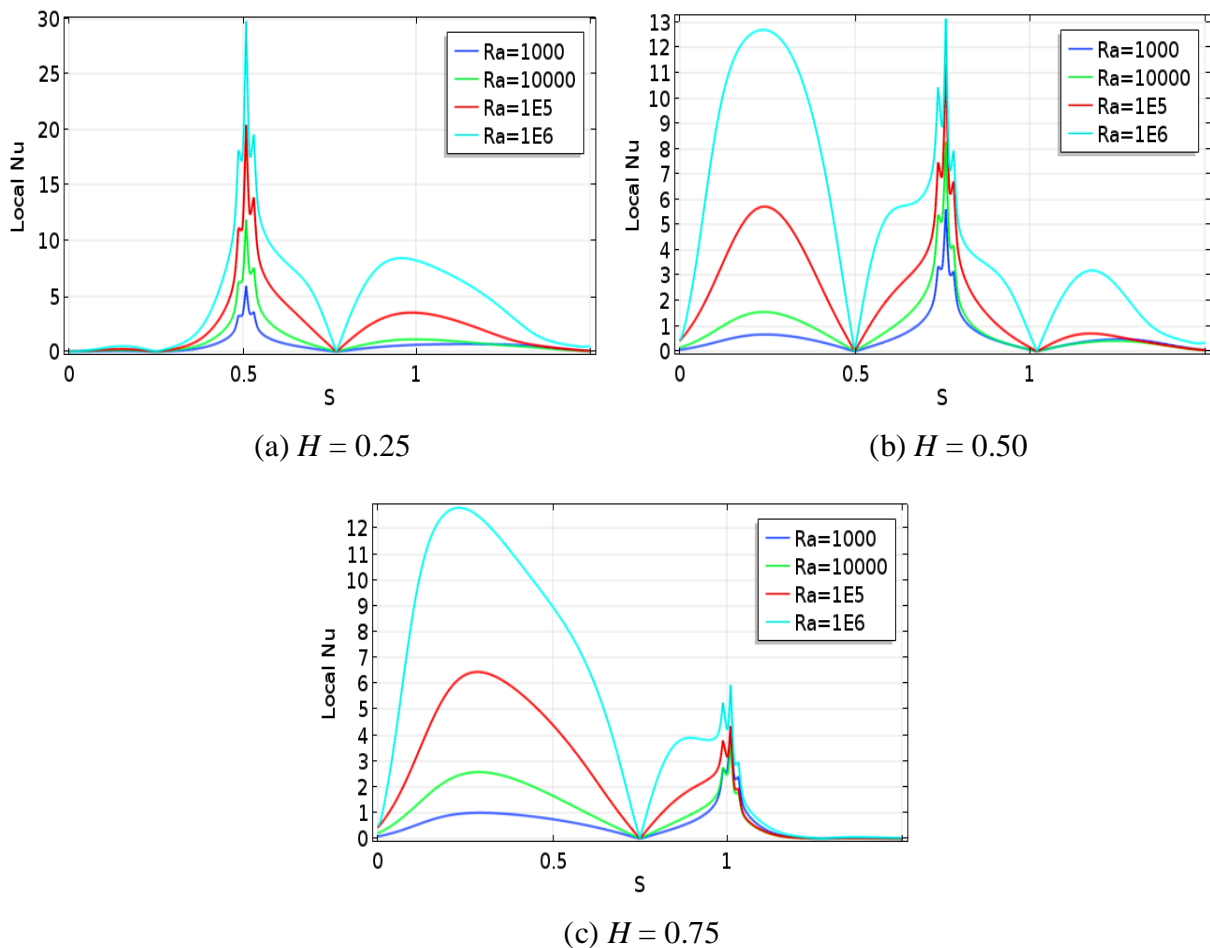 30
25
20
15
10
5
0
Local Nu
Ra=1000
Ra=10000
Ra=1E5
Ra=1E6
0
0.5
1
S
(a) H = 0.25
13
12
11
10
9
8
7
6
5
4
3
2
1
0
Local Nu
Ra=1000
Ra=10000
Ra=1E5
Ra=1E6
0
0.5
1
S
(b) H = 0.50
12
11
10
9
8
7
6
5
4
3
2
1
0
Local Nu
Ra=1000
Ra=10000
Ra=1E5
Ra=1E6
0
0.5
1
S
(c) H = 0.75